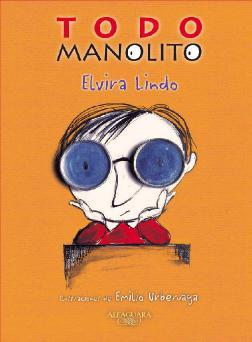 TODO
MANOLITO
Elvira Lindo
Ilustraciones de Emilio Urberuaga
ALFAGUARA